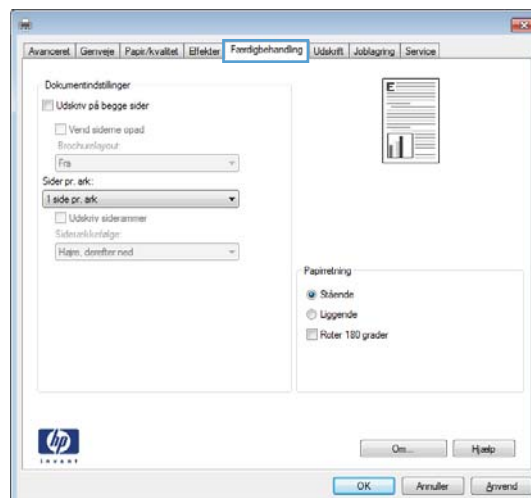 Avanceret Genveje Papir/kvalitet Effekter Færdigbehandling Udskrift Joblagring Service
Dokumentindstillinger
Udskriv på begge sider
Vend siderne opad
Brochurelayout:
Fra
Sider pr. ark:
1 side pr. ark
Udskriv siderammer
Siderækkefølge:
Højre, derefter ned
E
Papirretning
Stående
Liggende
Roter 180 grader
hp
invent
Om... Hjælp
OK Annuller Anvend